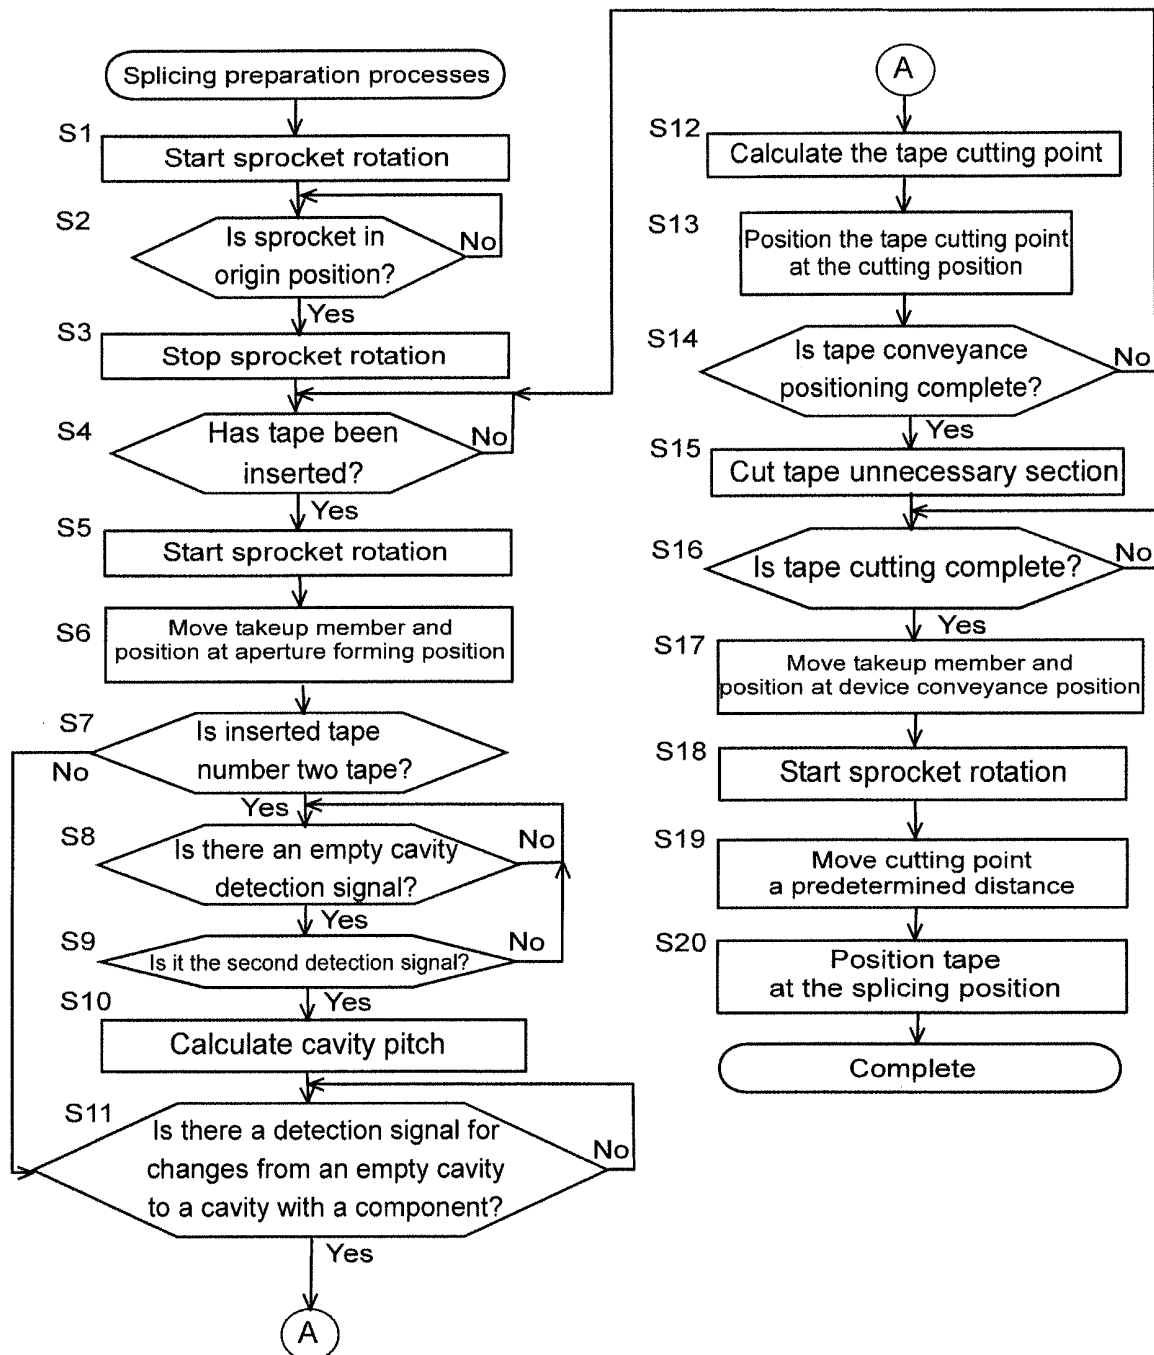 Splicing preparation processes
S1
Start sprocket rotation
S2
Is sprocket in
origin position?
No
Yes
S3
Stop sprocket rotation
S4
Has tape been
inserted?
No
Yes
S5
Start sprocket rotation
S6
Move takeup member and
position at aperture forming position
S7
Is inserted tape
number two tape?
No
Yes
S8
Is there an empty cavity
detection signal?
No
Yes
S9
Is it the second detection signal?
No
Yes
S10
Calculate cavity pitch
S11
Is there a detection signal for
changes from an empty cavity
to a cavity with a component?
No
Yes
A
A
S12
Calculate the tape cutting point
S13
Position the tape cutting point
at the cutting position
S14
Is tape conveyance
positioning complete?
No
Yes
S15
Cut tape unnecessary section
S16
Is tape cutting complete?
No
Yes
S17
Move takeup member and
position at device conveyance position
S18
Start sprocket rotation
S19
Move cutting point
a predetermined distance
S20
Position tape
at the splicing position
Complete